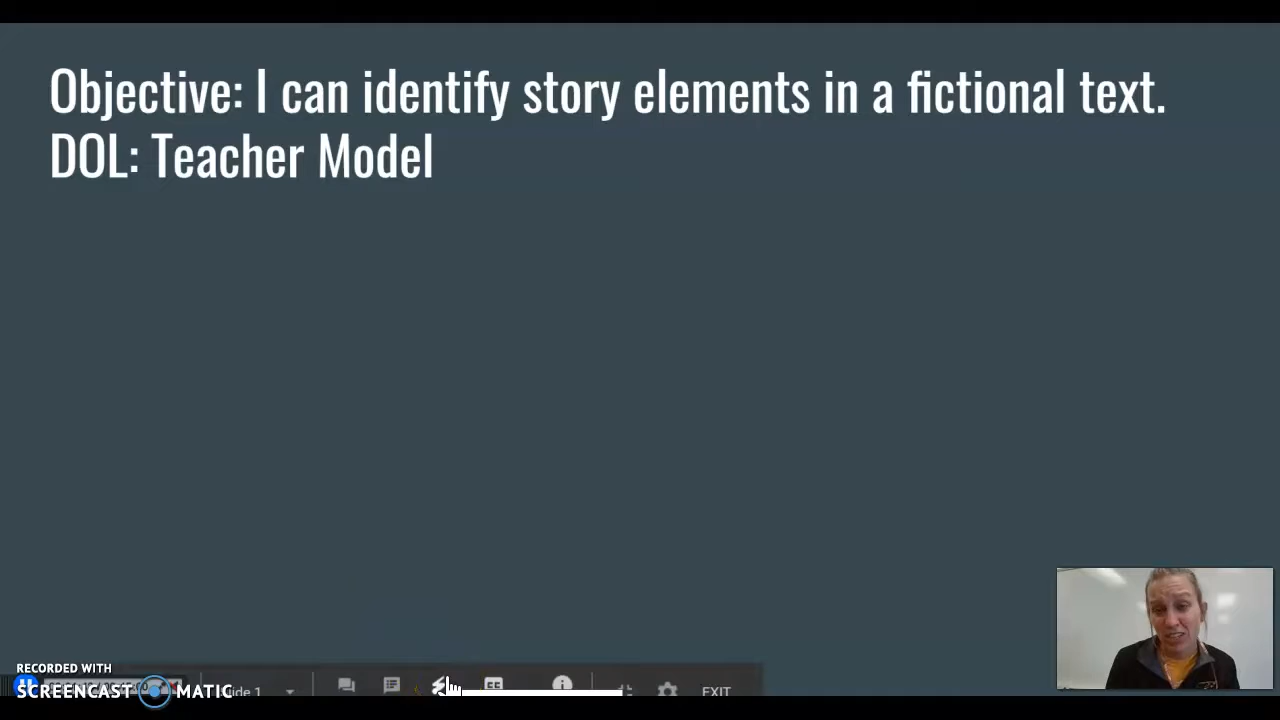 Objective: I can identify story elements in a fictional text.
DOL: Teacher Model
RECORDED WITH
SCREENCAST MATIC
EXIT